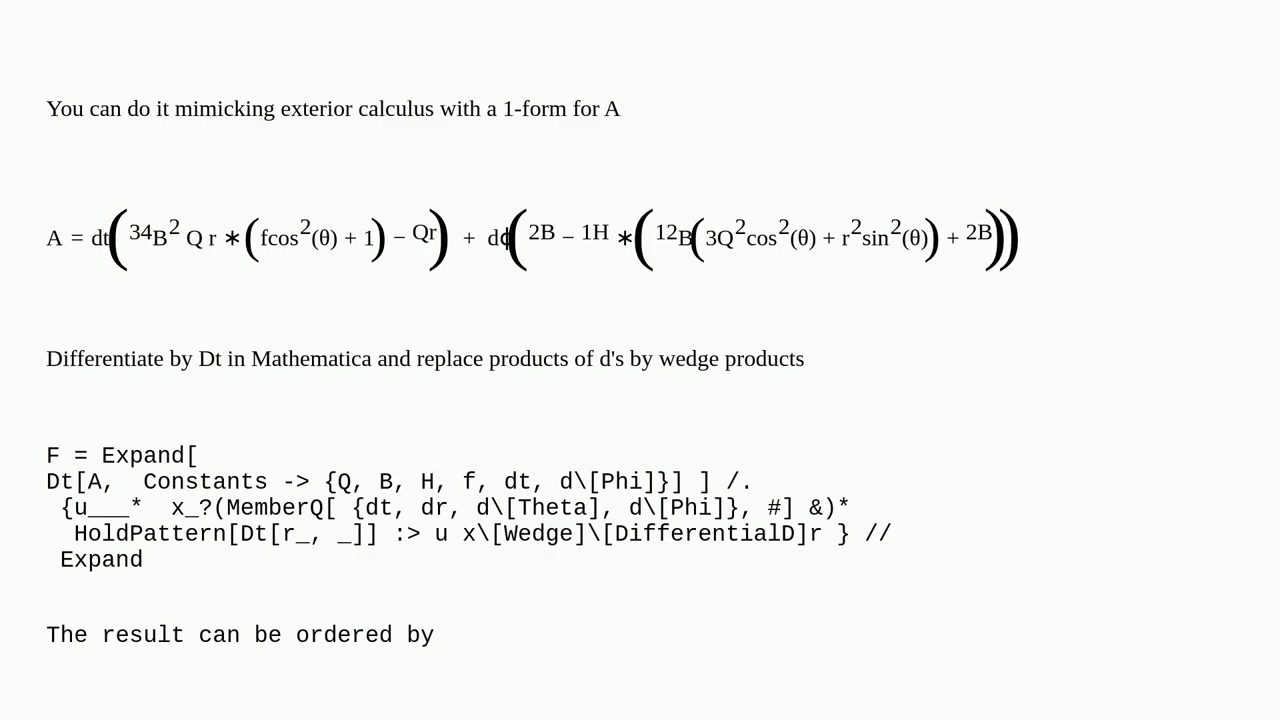 You can do it mimicking exterior calculus with a 1-form for A
A = dt(34B² Q r ∗(fcos²(θ) + 1) − Qr) + dϕ(2B − 1H ∗(12B(3Q²cos²(θ) + r²sin²(θ)) + 2B))
Differentiate by Dt in Mathematica and replace products of d's by wedge products
F = Expand[
Dt[A,  Constants -> {Q, B, H, f, dt, d\[Phi]}] ] /.
 {u___*  x_?(MemberQ[ {dt, dr, d\[Theta], d\[Phi]}, #] &)*
  HoldPattern[Dt[r_, _]] :> u x\[Wedge]\[DifferentialD]r } //
 Expand
The result can be ordered by